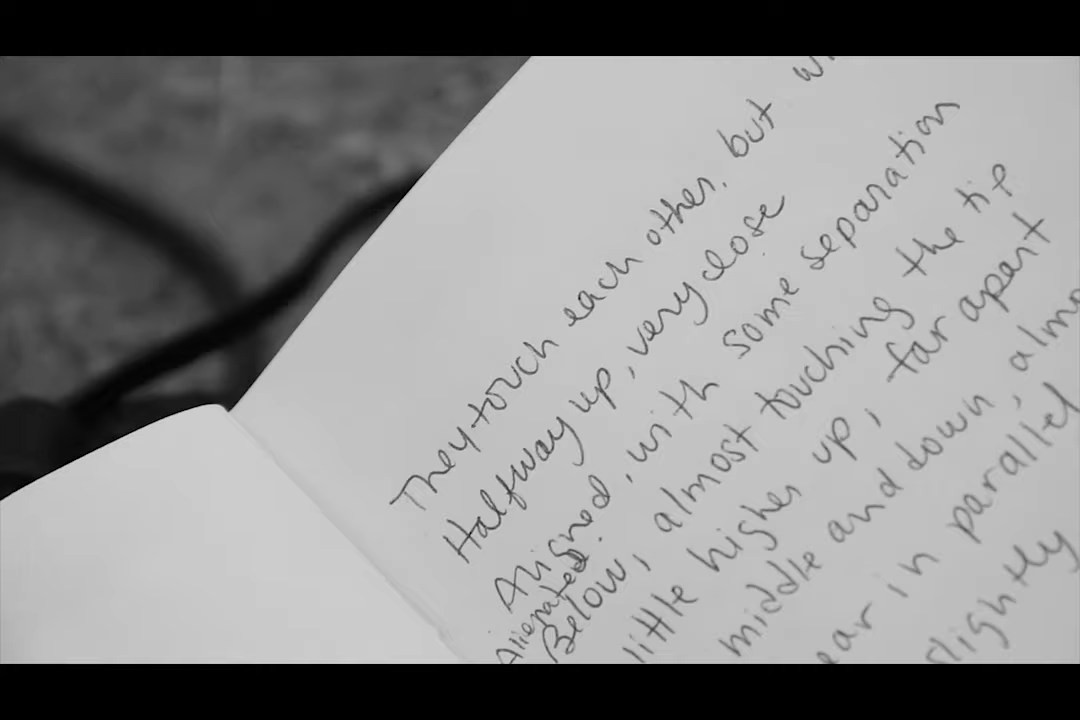 They touch each other, but
Halfway up, very close
Aligned, with some separation
Alienated.
Below, almost touching the tip
little higher up, far apart
middle and down,
in parallel
slightly